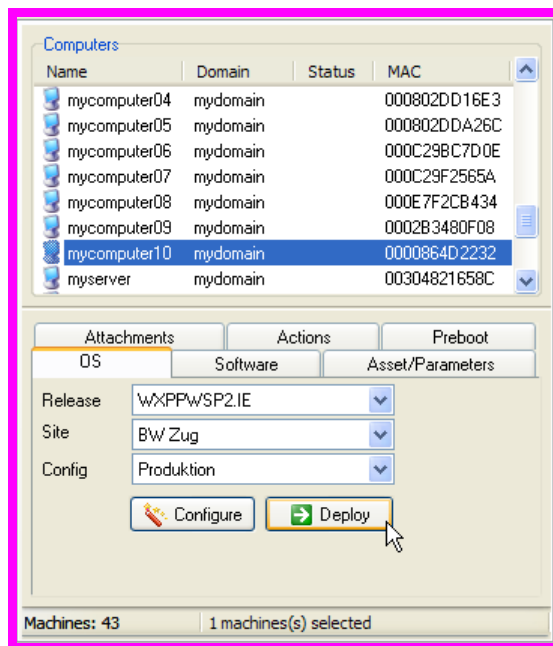 Computers
Name Domain Status MAC
mycomputer04 mydomain 000802DD16E3
mycomputer05 mydomain 000802DDA26C
mycomputer06 mydomain 000C29BC7D0E
mycomputer07 mydomain 000C29F2565A
mycomputer08 mydomain 000E7F2CB434
mycomputer09 mydomain 0002B3480F08
mycomputer10 mydomain 0000864D2232
myserver mydomain 00304821658C
Attachments Actions Preboot
OS Software Asset/Parameters
Release WXPPWSP2.IE
Site BW Zug
Config Produktion
Configure Deploy
Machines: 43 1 machines(s) selected